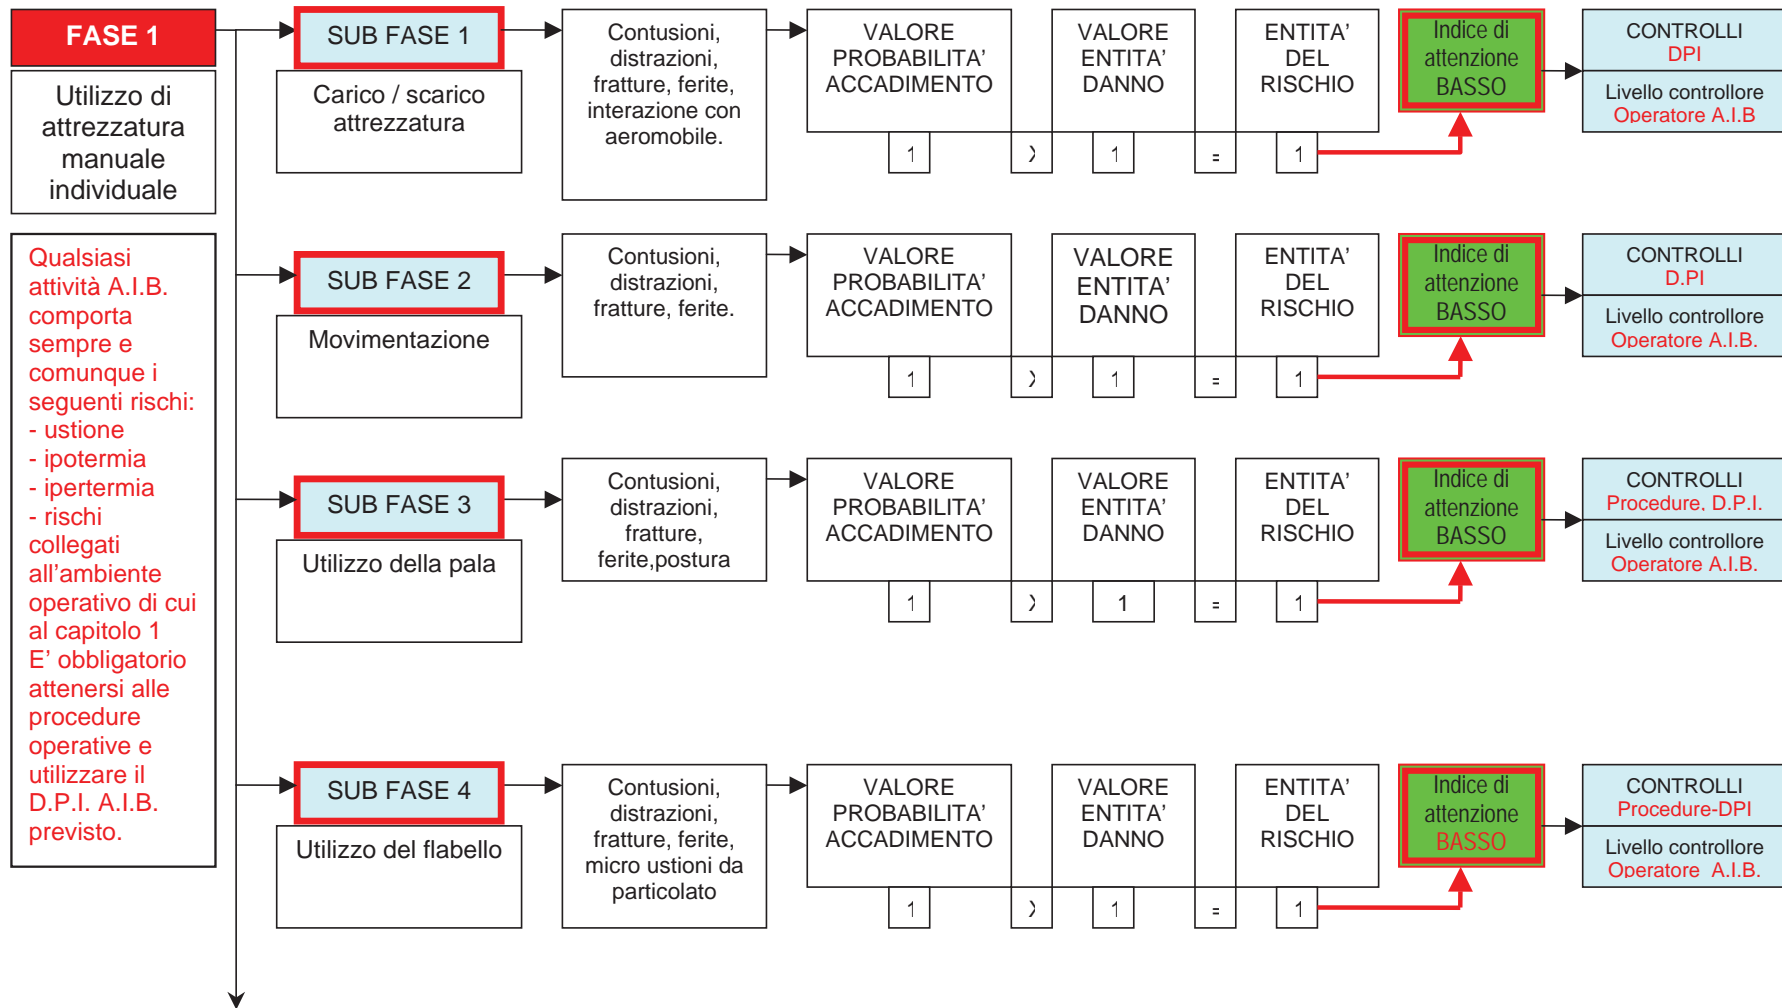 FASE 1
Utilizzo di
attrezzatura
manuale
individuale
Qualsiasi
attività A.I.B.
comporta
sempre e
comunque i
seguenti rischi:
- ustione
- ipotermia
- ipertermia
- rischi
collegati
all’ambiente
operativo di cui
al capitolo 1
E’ obbligatorio
attenersi alle
procedure
operative e
utilizzare il
D.P.I. A.I.B.
previsto.
SUB FASE 1
Carico / scarico
attrezzatura
Contusioni,
distrazioni,
fratture, ferite,
interazione con
aeromobile.
VALORE
PROBABILITA’
ACCADIMENTO
VALORE
ENTITA’
DANNO
ENTITA’
DEL
RISCHIO
1 X 1 = 1
Indice di
attenzione
BASSO
CONTROLLI
DPI
Livello controllore
Operatore A.I.B
SUB FASE 2
Movimentazione
Contusioni,
distrazioni,
fratture, ferite.
VALORE
PROBABILITA’
ACCADIMENTO
VALORE
ENTITA’
DANNO
ENTITA’
DEL
RISCHIO
1 X 1 = 1
Indice di
attenzione
BASSO
CONTROLLI
D.PI
Livello controllore
Operatore A.I.B.
SUB FASE 3
Utilizzo della pala
Contusioni,
distrazioni,
fratture,
ferite,postura
VALORE
PROBABILITA’
ACCADIMENTO
VALORE
ENTITA’
DANNO
ENTITA’
DEL
RISCHIO
1 X 1 = 1
Indice di
attenzione
BASSO
CONTROLLI
Procedure, D.P.I.
Livello controllore
Operatore A.I.B.
SUB FASE 4
Utilizzo del flabello
Contusioni,
distrazioni,
fratture, ferite,
micro ustioni da
particolato
VALORE
PROBABILITA’
ACCADIMENTO
VALORE
ENTITA’
DANNO
ENTITA’
DEL
RISCHIO
1 X 1 = 1
Indice di
attenzione
BASSO
CONTROLLI
Procedure-DPI
Livello controllore
Operatore A.I.B.